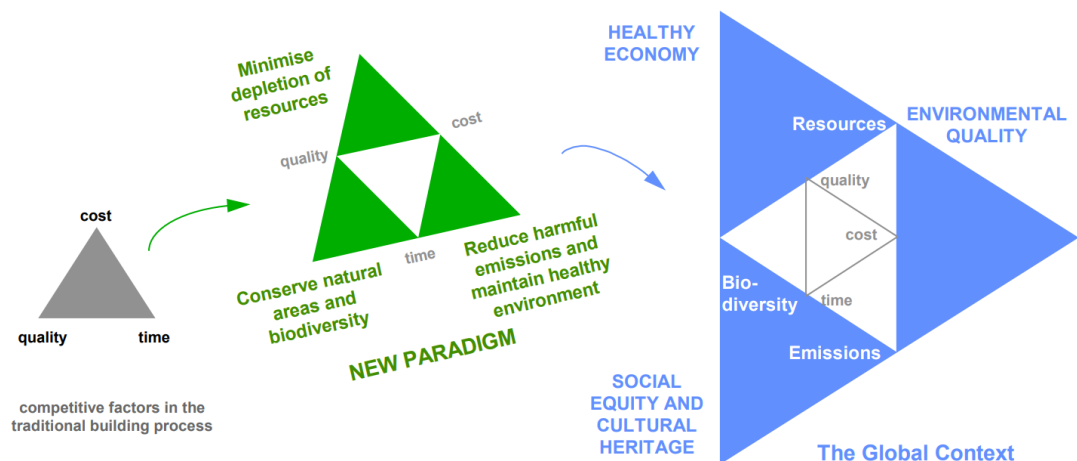 cost
quality
time
competitive factors in the
traditional building process
Minimise
depletion of
resources
cost
quality
time
Conserve natural
areas and
biodiversity
Reduce harmful
emissions and
maintain healthy
environment
NEW PARADIGM
HEALTHY
ECONOMY
ENVIRONMENTAL
QUALITY
Resources
quality
cost
time
Bio-
diversity
Emissions
SOCIAL
EQUITY AND
CULTURAL
HERITAGE
The Global Context